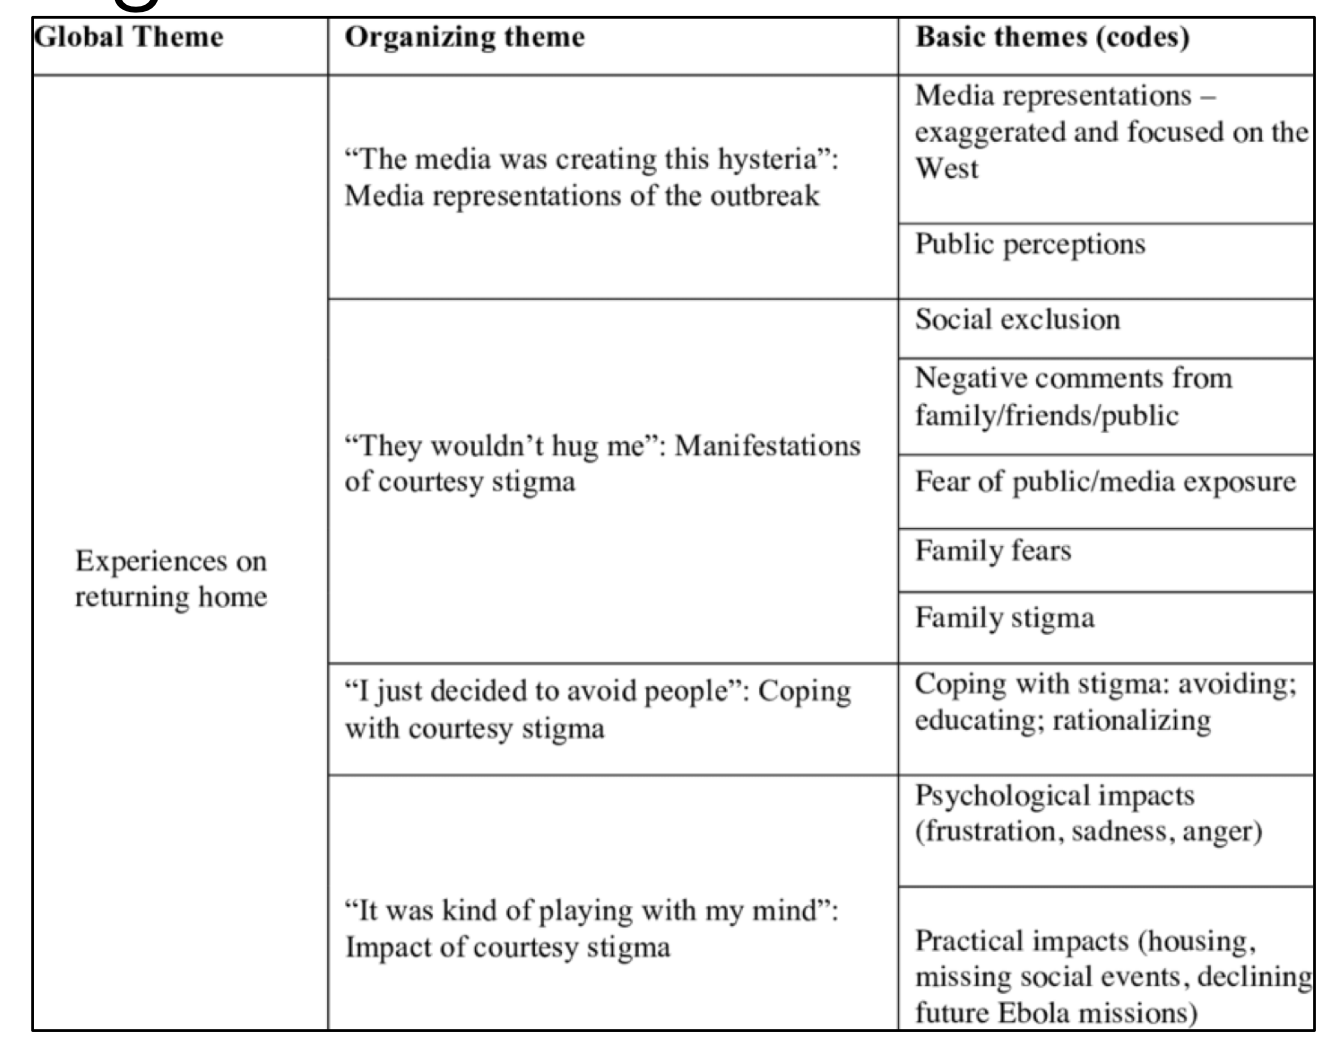 Global Theme
Organizing theme
Basic themes (codes)
Experiences on
returning home
“The media was creating this hysteria”:
Media representations of the outbreak
Media representations –
exaggerated and focused on the
West
Public perceptions
“They wouldn’t hug me”: Manifestations
of courtesy stigma
Social exclusion
Negative comments from
family/friends/public
Fear of public/media exposure
Family fears
Family stigma
“I just decided to avoid people”: Coping
with courtesy stigma
Coping with stigma: avoiding;
educating; rationalizing
“It was kind of playing with my mind”:
Impact of courtesy stigma
Psychological impacts
(frustration, sadness, anger)
Practical impacts (housing,
missing social events, declining
future Ebola missions)